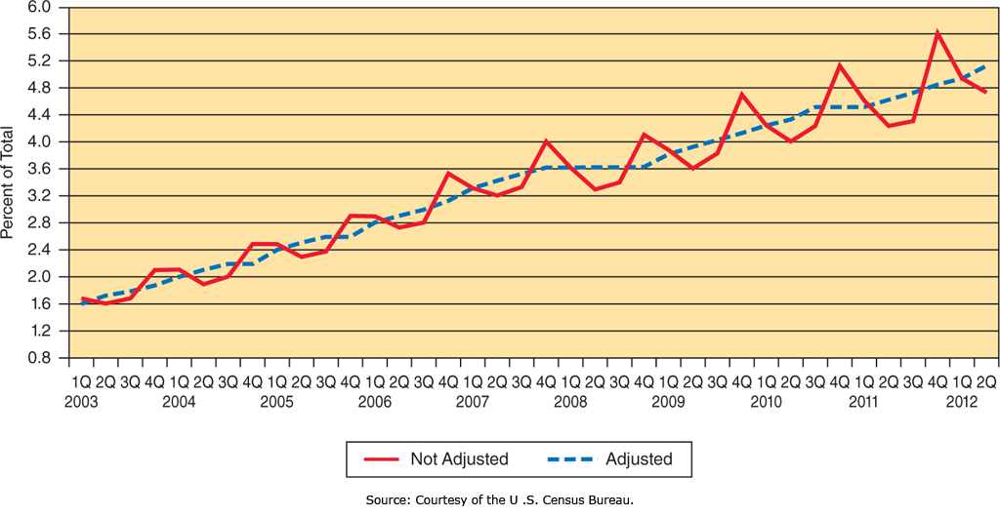 6.0
5.6
5.2
4.8
4.4
4.0
3.6
3.2
2.8
2.4
2.0
1.6
1.2
0.8
Percent of Total
1Q 2Q 3Q 4Q 1Q 2Q 3Q 4Q 1Q 2Q 3Q 4Q 1Q 2Q 3Q 4Q 1Q 2Q 3Q 4Q 1Q 2Q 3Q 4Q 1Q 2Q 3Q 4Q 1Q 2Q 3Q 4Q 1Q 2Q 3Q 4Q 1Q 2Q
2003 2004 2005 2006 2007 2008 2009 2010 2011 2012
Not Adjusted Adjusted
Source: Courtesy of the U .S. Census Bureau.